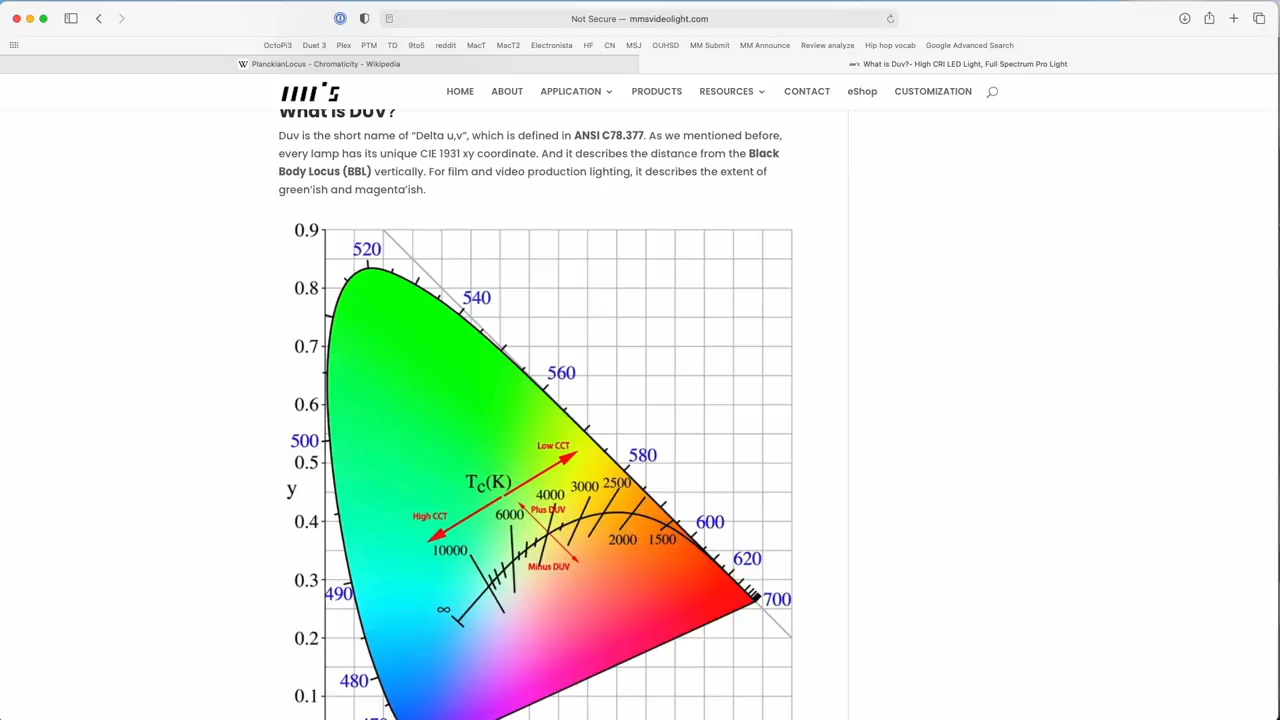 Not Secure — mmsvideolight.com
OctoPi3 Duet 3 Plex PTM TD 9to5 reddit MacT MacT2 Electronista HF CN MSJ OUHSD MM Submit MM Announce Review analyze Hip hop vocab Google Advanced Search
W PlanckianLocus - Chromaticity - Wikipedia
What is Duv?- High CRI LED Light, Full Spectrum Pro Light
HOME ABOUT APPLICATION PRODUCTS RESOURCES CONTACT eShop CUSTOMIZATION
What is DUV?
Duv is the short name of “Delta u,v”, which is defined in ANSI C78.377. As we mentioned before,
every lamp has its unique CIE 1931 xy coordinate. And it describes the distance from the Black
Body Locus (BBL) vertically. For film and video production lighting, it describes the extent of
green’ish and magenta’ish.
0.9
520
0.8
540
0.7
560
0.6
500
Low CCT
580
0.5
y
Tc(K)
4000 3000 2500
High CCT
6000
Plus DUV
0.4
600
10000
2000 1500
Minus DUV
620
0.3
490
∞
700
0.2
480
0.1
470